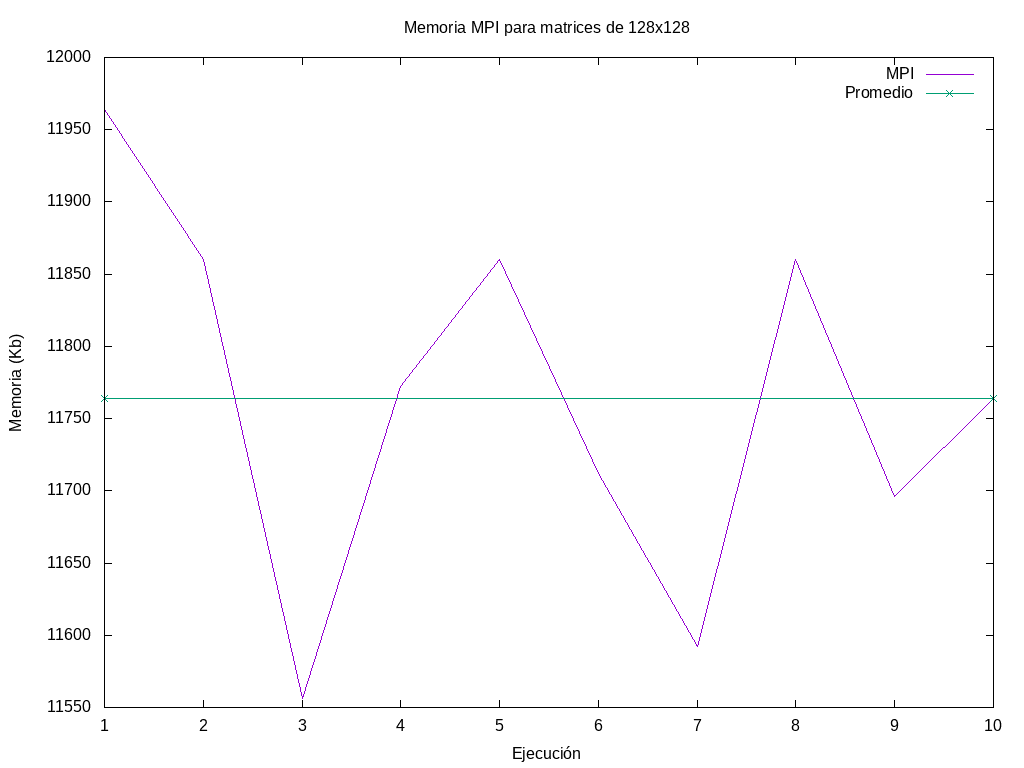 Memoria MPI para matrices de 128x128
MPI
Promedio
12000
11950
11900
11850
11800
11750
11700
11650
11600
11550
Memoria (Kb)
1 2 3 4 5 6 7 8 9 10
Ejecución